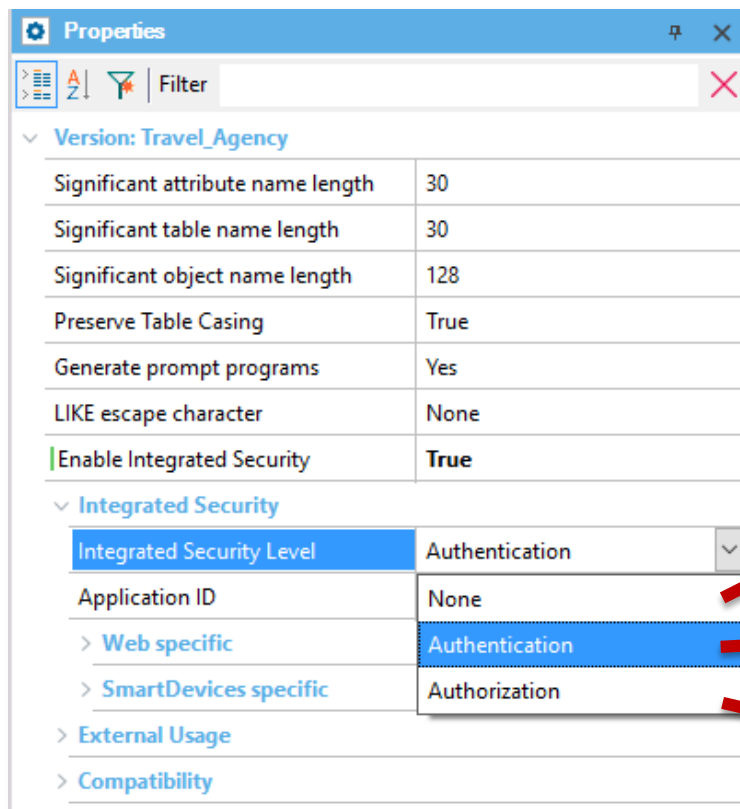 Properties
Filter
Version: Travel_Agency
Significant attribute name length 30
Significant table name length 30
Significant object name length 128
Preserve Table Casing True
Generate prompt programs Yes
LIKE escape character None
Enable Integrated Security True
Integrated Security
Integrated Security Level Authentication
Application ID None
Web specific Authentication
SmartDevices specific Authorization
External Usage
Compatibility